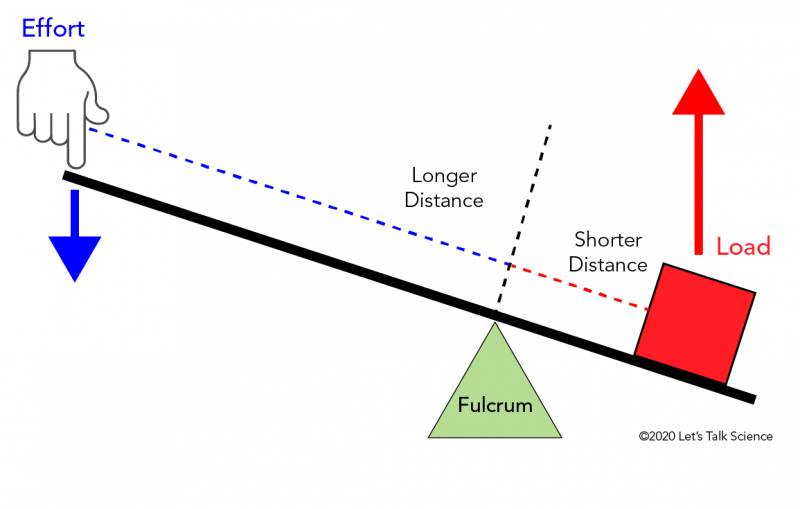 Effort
Longer
Distance
Shorter
Distance
Load
Fulcrum
©2020 Let's Talk Science